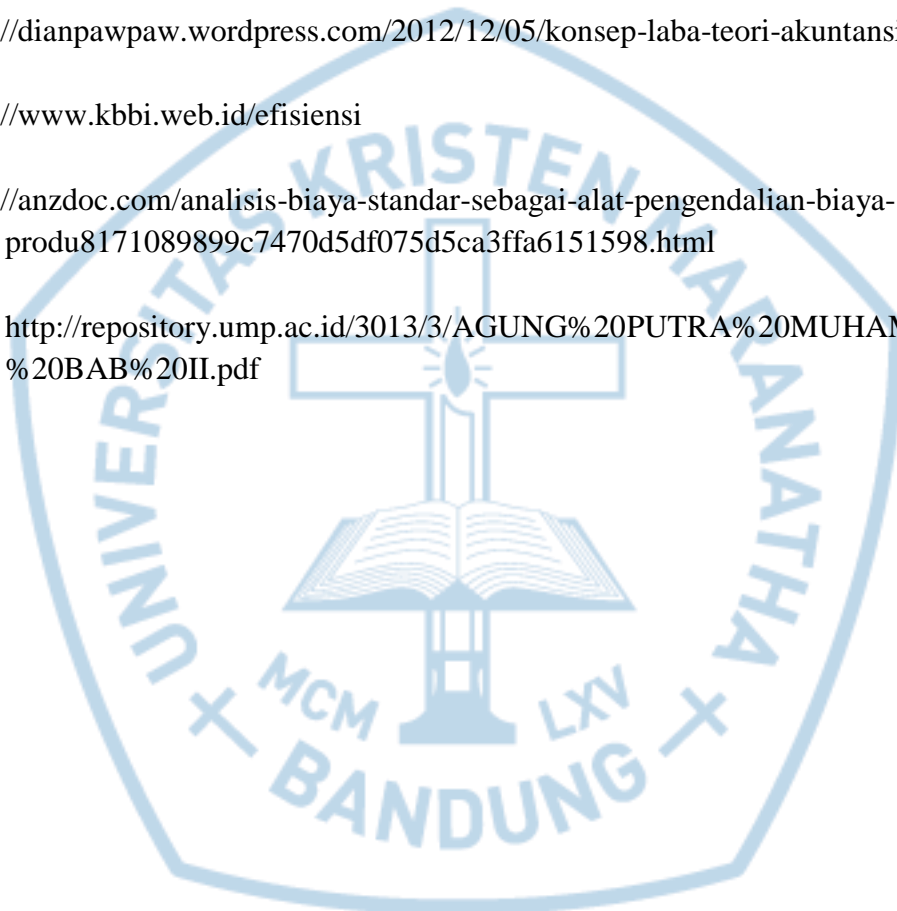 //dianpawpaw.wordpress.com/2012/12/05/konsep-laba-teori-akuntansi
//www.kbbi.web.id/efisiensi
//anzdoc.com/analisis-biaya-standar-sebagai-alat-pengendalian-biaya-
produ8171089899c7470d5df075d5ca3ffa6151598.html
http://repository.ump.ac.id/3013/3/AGUNG%20PUTRA%20MUHAM
%20BAB%20II.pdf
UNIVERSITAS KRISTEN MARANATHA
MCM LXV
BANDUNG